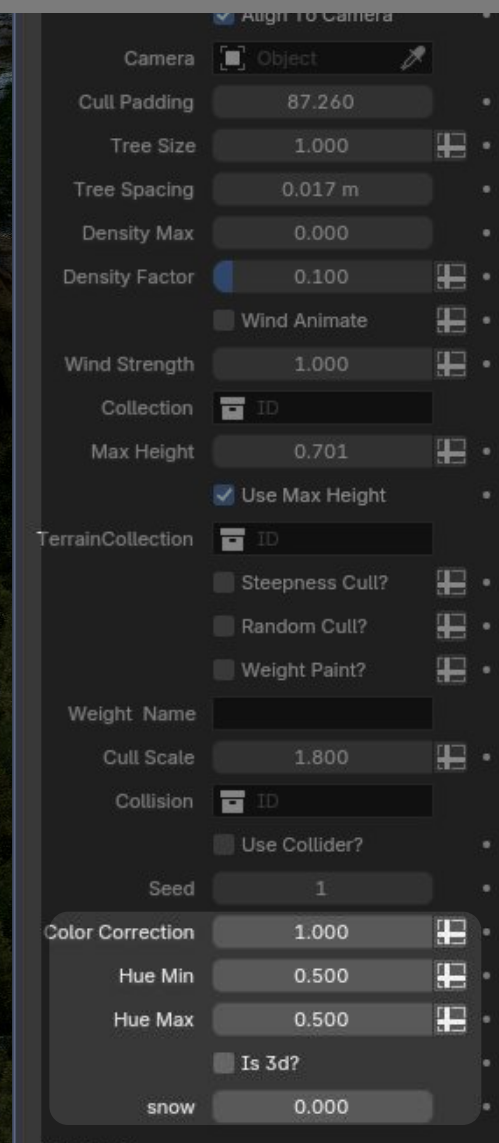 Align To Camera
Camera Object
Cull Padding 87.260
Tree Size 1.000
Tree Spacing 0.017 m
Density Max 0.000
Density Factor 0.100
Wind Animate
Wind Strength 1.000
Collection ID
Max Height 0.701
Use Max Height
TerrainCollection ID
Steepness Cull?
Random Cull?
Weight Paint?
Weight Name
Cull Scale 1.800
Collision ID
Use Collider?
Seed 1
Color Correction 1.000
Hue Min 0.500
Hue Max 0.500
Is 3d?
snow 0.000